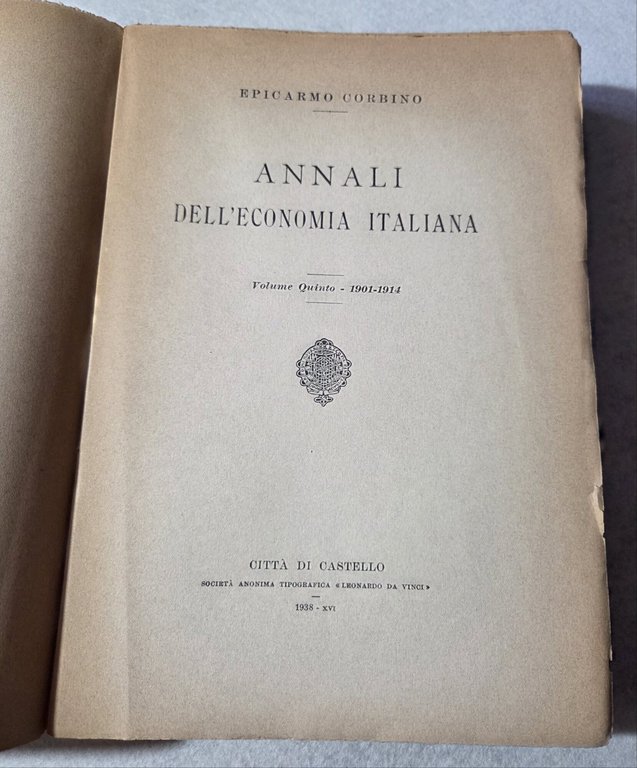 EPICARMO CORBINO
ANNALI
DELL'ECONOMIA ITALIANA
Volume Quinto - 1901-1914
CITTÀ DI CASTELLO
SOCIETÀ ANONIMA TIPOGRAFICA «LEONARDO DA VINCI»
1938 - XVI